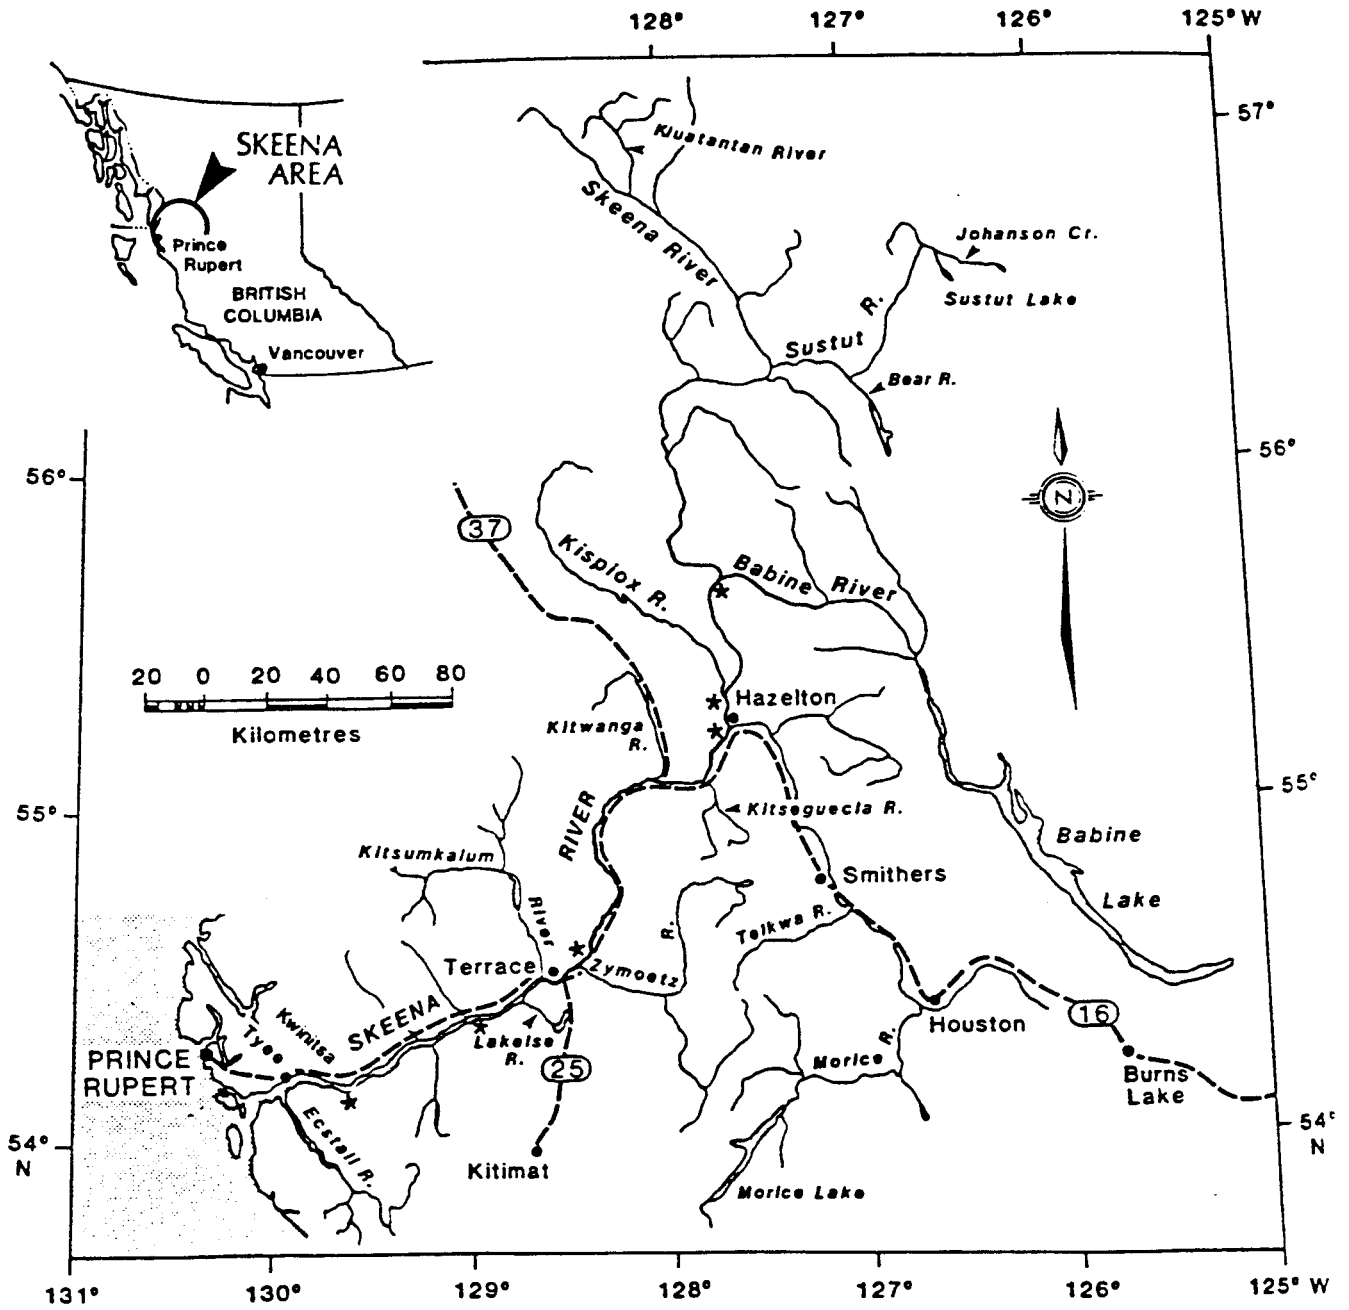 128° 127° 126° 125° W
57°
SKEENA
AREA
Prince
Rupert
BRITISH
COLUMBIA
Vancouver
Kluatantan River
Skeena River
Johanson Cr.
Sustut Lake
Sustut R.
Bear R.
56° 56°
N
37
Kispiox R.
Babine River
20 0 20 40 60 80
Kilometres
Hazelton
Kitwanga
R.
55° 55°
RIVER
Kitseguecla R.
Babine
Lake
Kitsumkalum
River
Smithers
Telkwa R.
Terrace
Zymoetz R.
SKEENA
Kwinitsa
Tyee
Lakelse
R.
25
16
Houston
PRINCE
RUPERT
Morice R.
Burns
Lake
Ecstall R.
54°
N
54°
N
Kitimat
Morice Lake
131° 130° 129° 128° 127° 126° 125° W